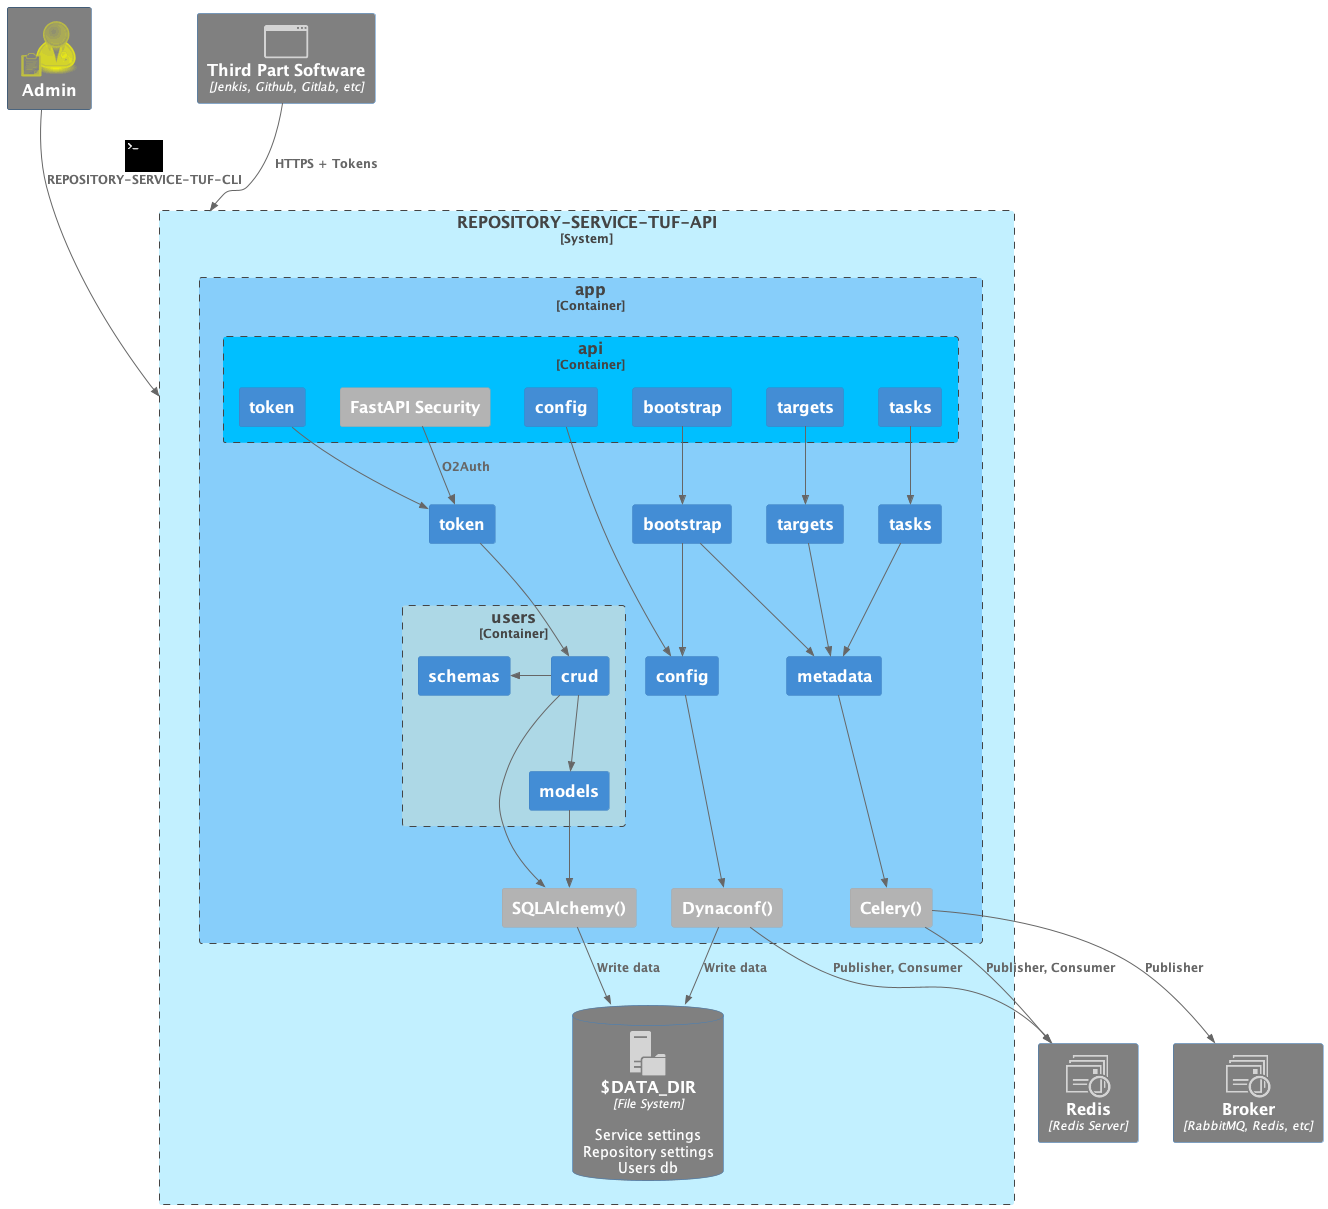 Admin
Third Part Software
[Jenkis, Github, Gitlab, etc]
>_
REPOSITORY-SERVICE-TUF-CLI
HTTPS + Tokens
REPOSITORY-SERVICE-TUF-API
[System]
app
[Container]
api
[Container]
token
FastAPI Security
config
bootstrap
targets
tasks
O2Auth
token
bootstrap
targets
tasks
users
[Container]
schemas
crud
config
metadata
models
SQLAlchemy()
Dynaconf()
Celery()
Write data
Write data
Publisher, Consumer
Publisher, Consumer
Publisher
$DATA_DIR
[File System]
Service settings
Repository settings
Users db
Redis
[Redis Server]
Broker
[RabbitMQ, Redis, etc]